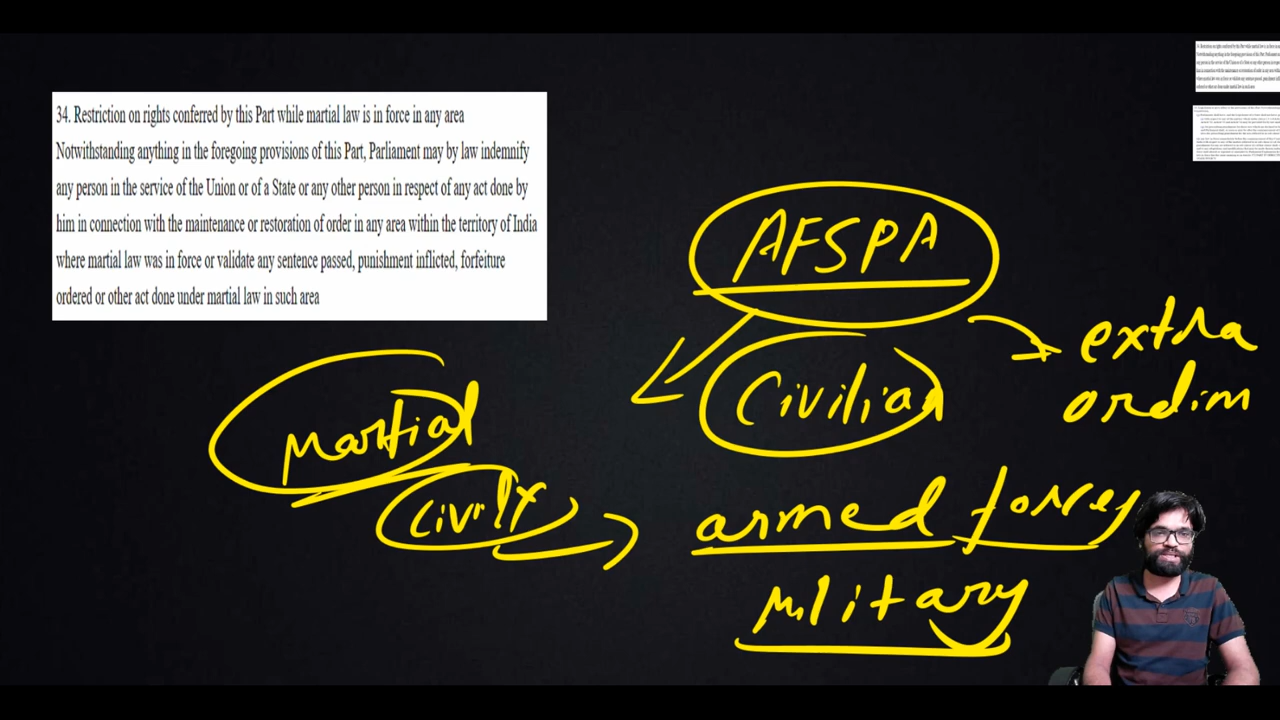 34. Restriction on rights conferred by this Part while martial law is in force in any area
Notwithstanding anything in the foregoing provisions of this Part, Parliament may by law indemnify
any person in the service of the Union or of a State or any other person in respect of any act done by
him in connection with the maintenance or restoration of order in any area within the territory of India
where martial law was in force or validate any sentence passed, punishment inflicted, forfeiture
ordered or other act done under martial law in such area
AFSPA
extra
ordin
Civilian
Martial
armed forces
military